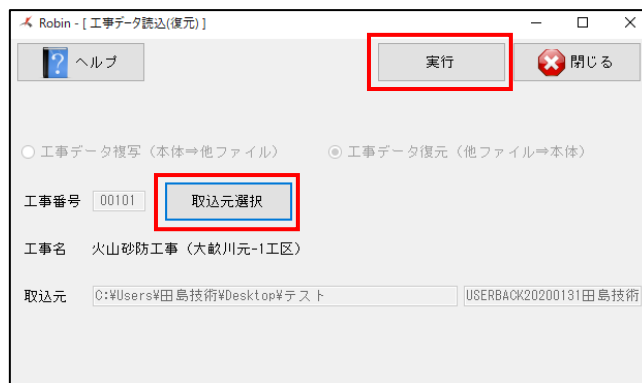 Robin - [ 工事データ読込(復元) ]
? ヘルプ 実行 閉じる
工事データ複写（本体⇒他ファイル） 工事データ復元（他ファイル⇒本体）
工事番号 00101 取込元選択
工事名 火山砂防工事（大畝川元-1工区）
取込元 C:¥Users¥田島技術¥Desktop¥テスト USERBACK20200131田島技術